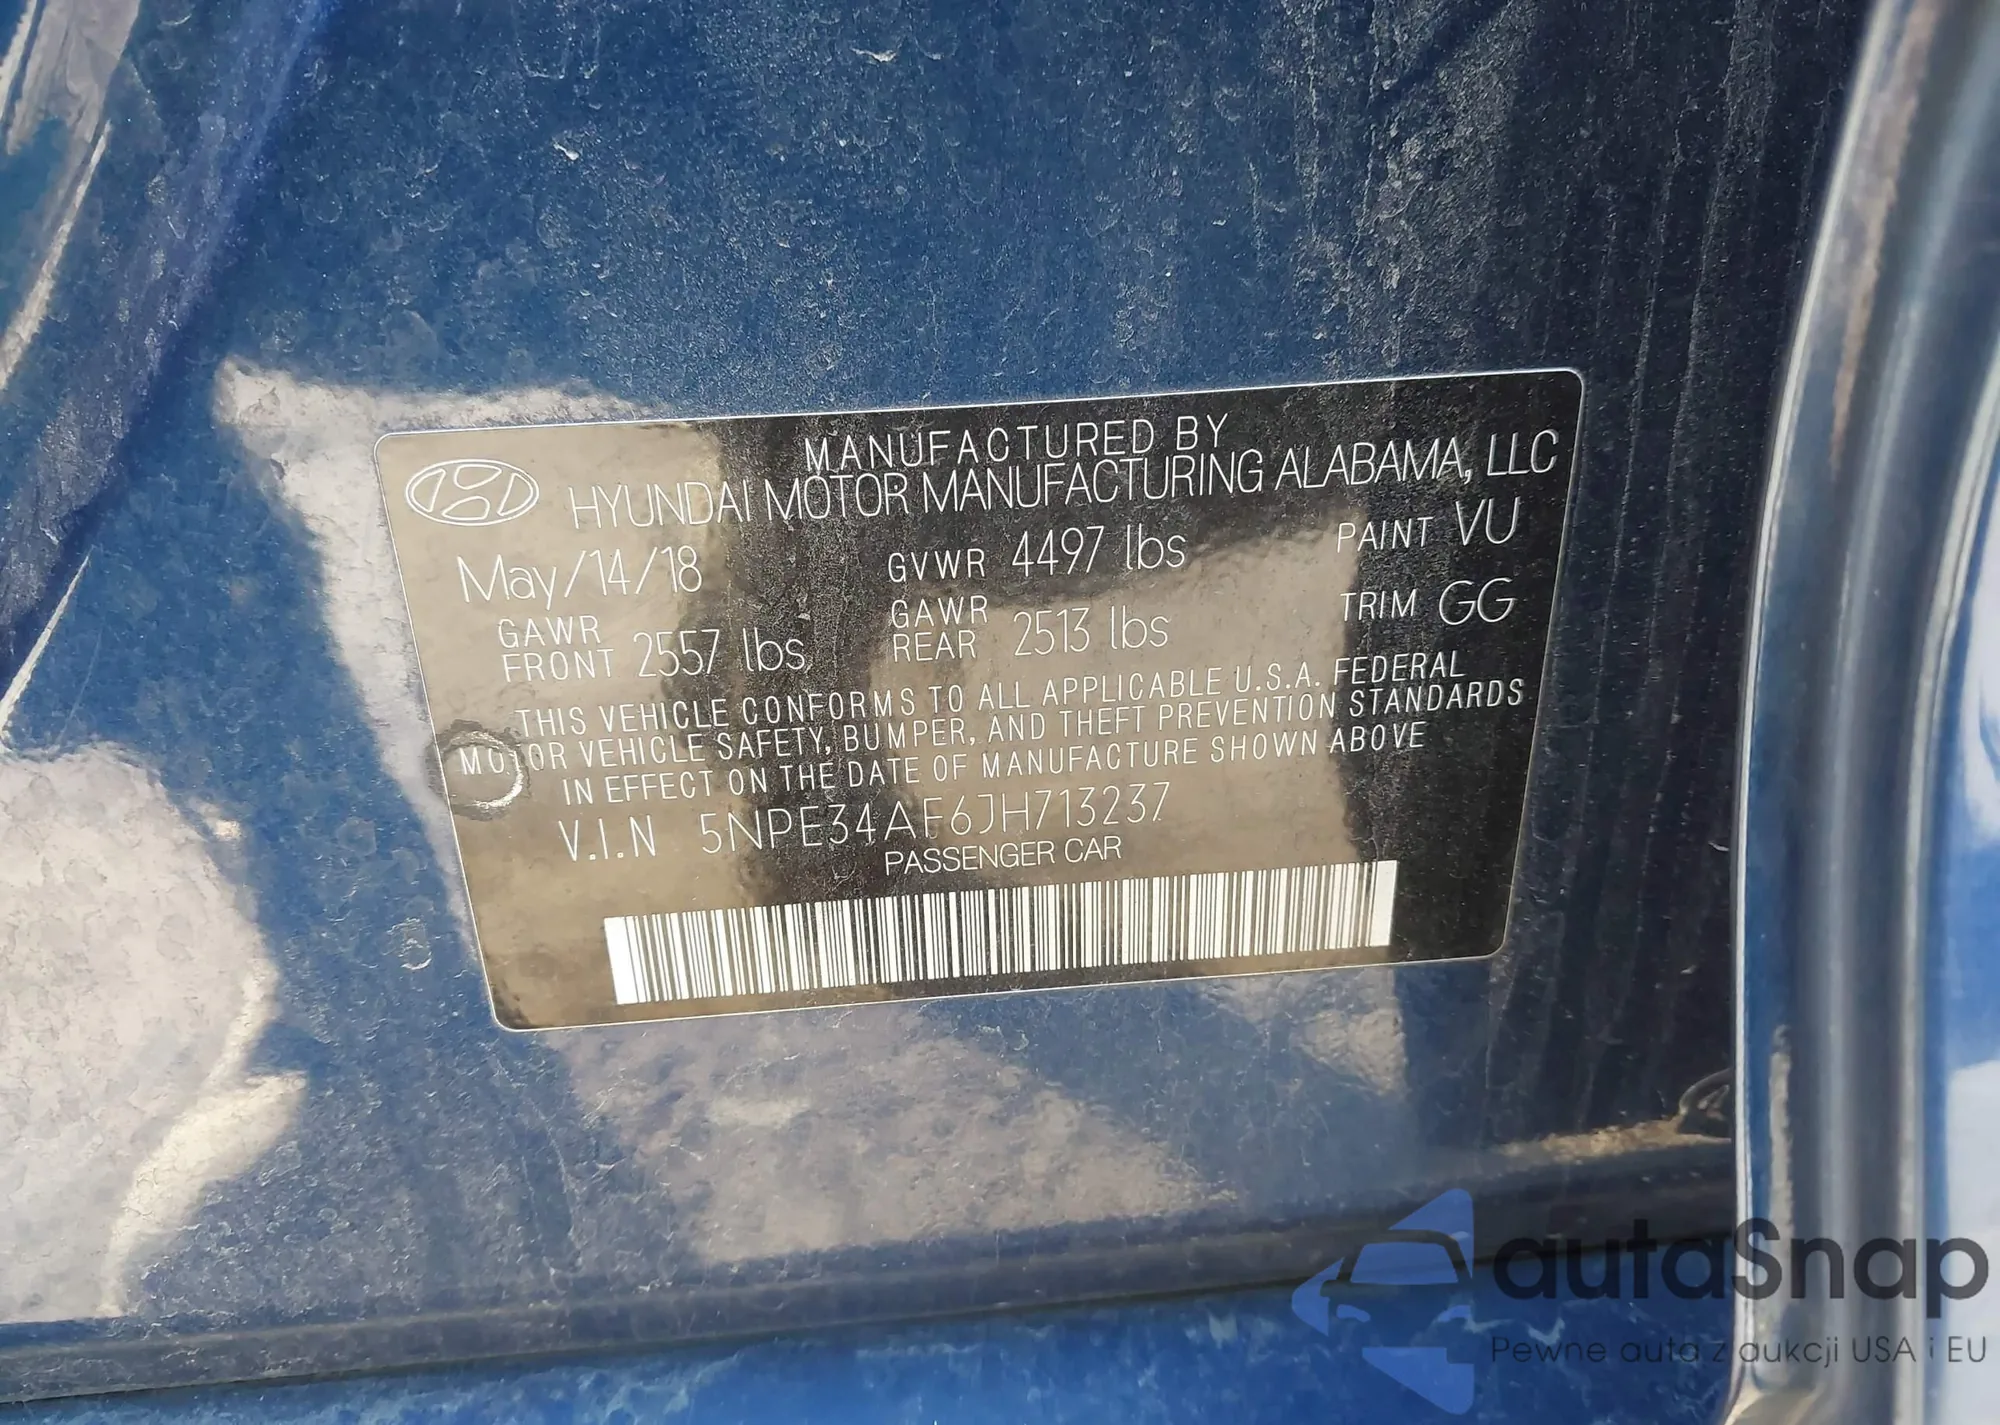 MANUFACTURED BY
HYUNDAI MOTOR MANUFACTURING ALABAMA, LLC
May/14/18 GVWR 4497 lbs PAINT VU
GAWR FRONT 2557 lbs GAWR REAR 2513 lbs TRIM GG
THIS VEHICLE CONFORMS TO ALL APPLICABLE U.S.A. FEDERAL
MOTOR VEHICLE SAFETY, BUMPER, AND THEFT PREVENTION STANDARDS
IN EFFECT ON THE DATE OF MANUFACTURE SHOWN ABOVE
V.I.N 5NPE34AF6JH713237
PASSENGER CAR
autaSnap
Pewne auta z aukcji USA i EU